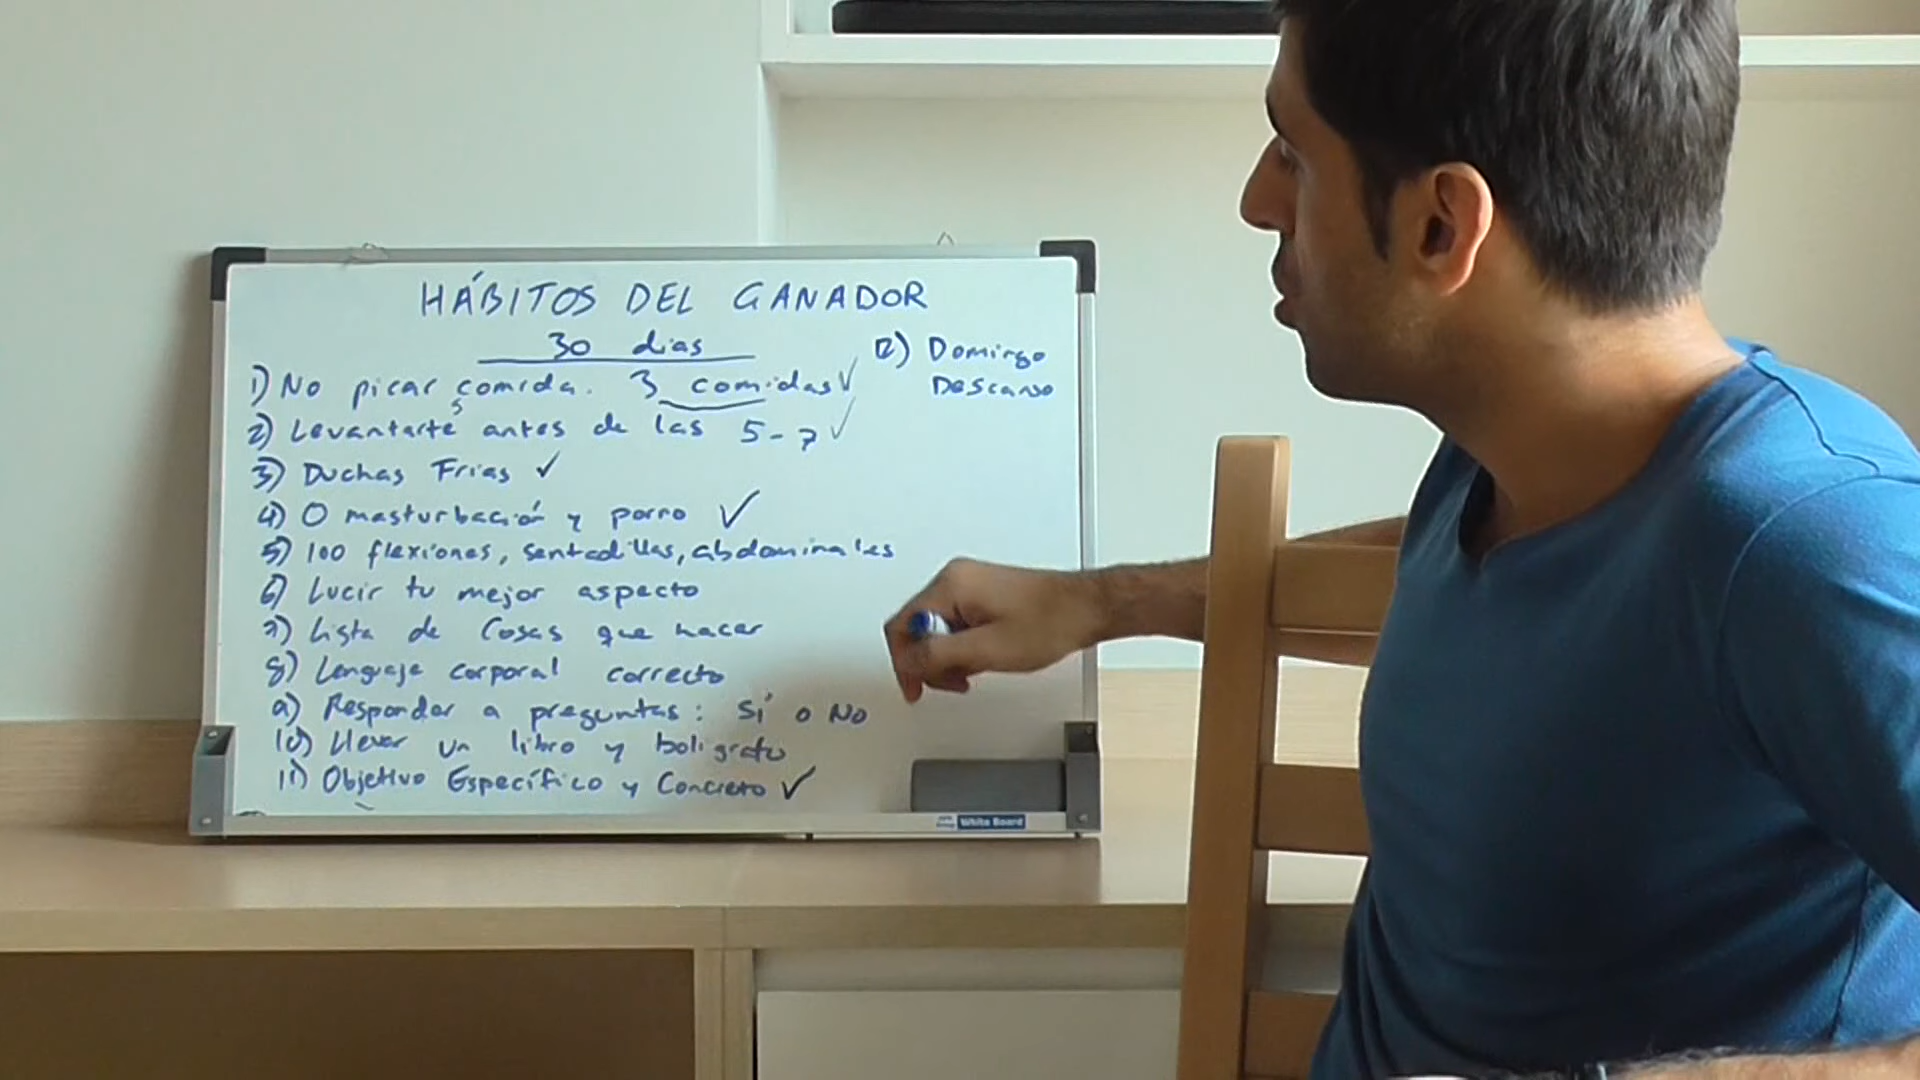 HÁBITOS DEL GANADOR
30 dias
1) No picar comida. 3 comidas ✓
2) Levantarte antes de las 5-7 ✓
3) Duchas Frias ✓
4) 0 masturbación y porno ✓
5) 100 flexiones, sentadillas, abdominales
6) Lucir tu mejor aspecto
7) Lista de Cosas que hacer
8) Lenguaje corporal correcto
9) Responder a preguntas: Sí o No
10) Llevar un libro y boligrafo
11) Objetivo Específico y Concreto ✓
12) Domingo
Descanso
White Board